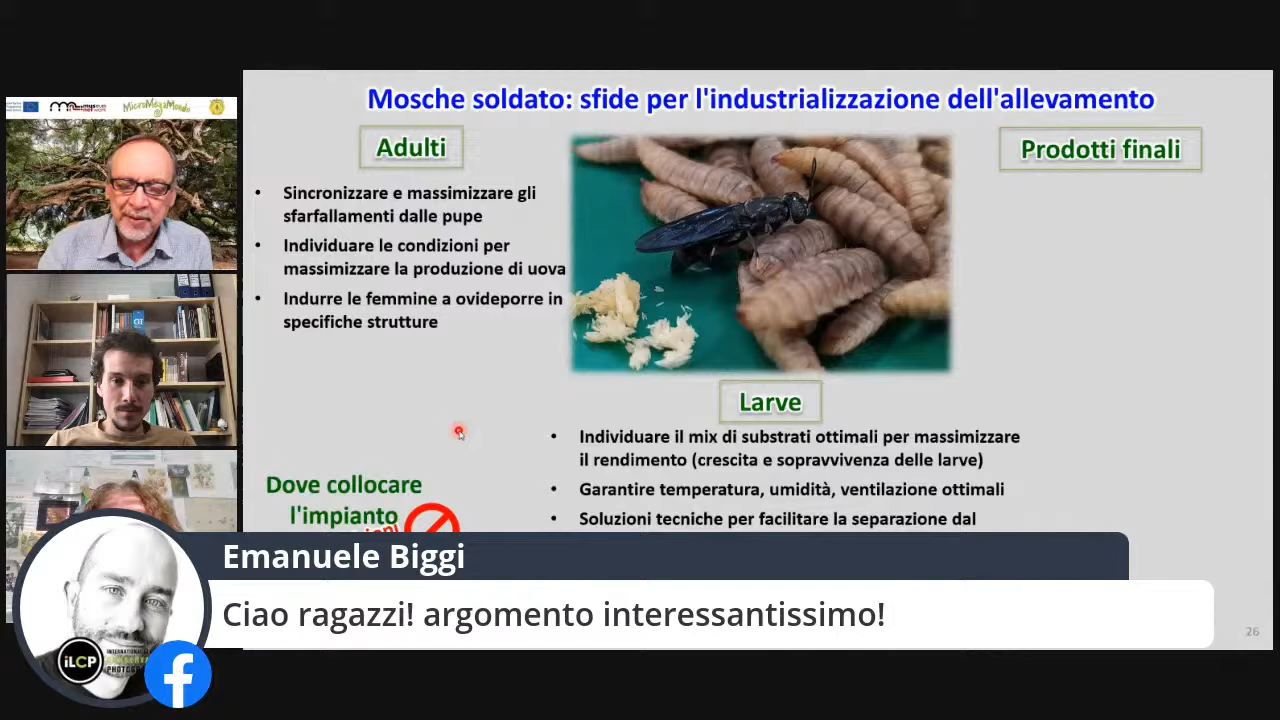 MicroMegaMondo
Mosche soldato: sfide per l'industrializzazione dell'allevamento
Adulti
• Sincronizzare e massimizzare gli
sfarfallamenti dalle pupe
• Individuare le condizioni per
massimizzare la produzione di uova
• Indurre le femmine a ovideporre in
specifiche strutture
Prodotti finali
Larve
• Individuare il mix di substrati ottimali per massimizzare
il rendimento (crescita e sopravvivenza delle larve)
• Garantire temperatura, umidità, ventilazione ottimali
• Soluzioni tecniche per facilitare la separazione dal
Dove collocare
l'impianto
26
Emanuele Biggi
Ciao ragazzi! argomento interessantissimo!
iLCP